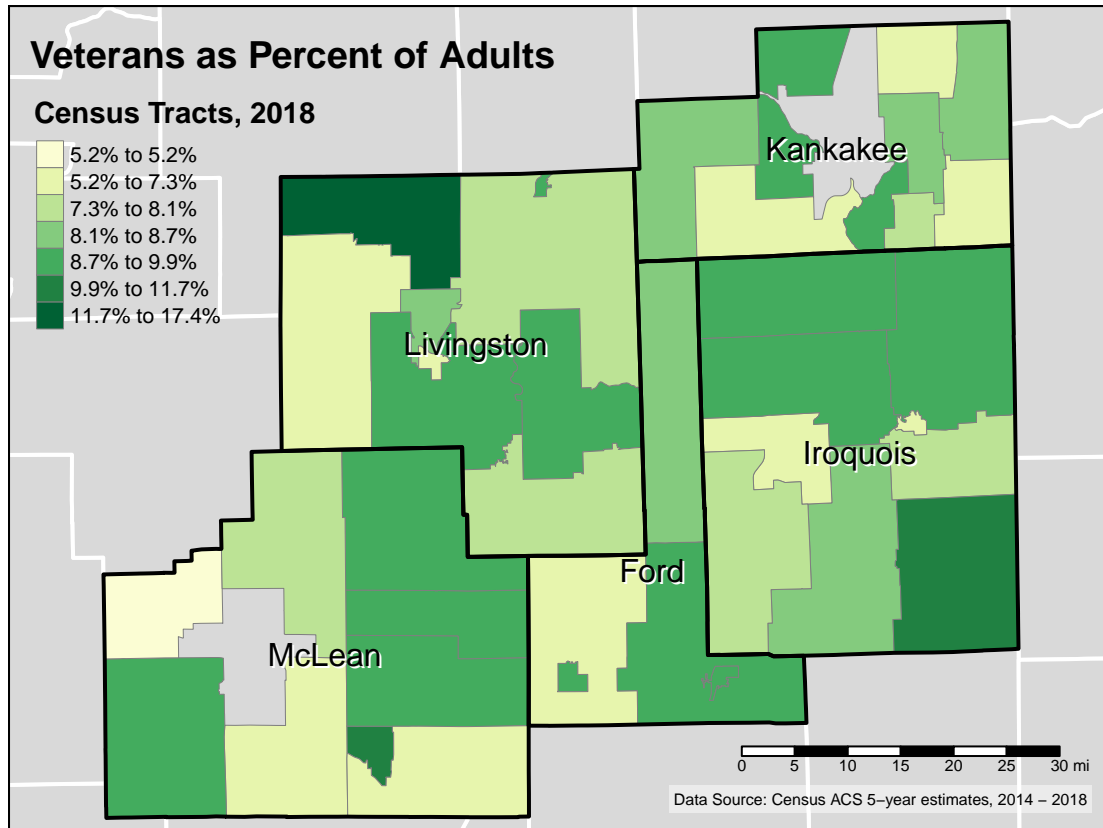 Veterans as Percent of Adults
Census Tracts, 2018
5.2% to 5.2%
5.2% to 7.3%
7.3% to 8.1%
8.1% to 8.7%
8.7% to 9.9%
9.9% to 11.7%
11.7% to 17.4%
Kankakee
Livingston
Iroquois
Ford
McLean
0 5 10 15 20 25 30 mi
Data Source: Census ACS 5−year estimates, 2014 − 2018